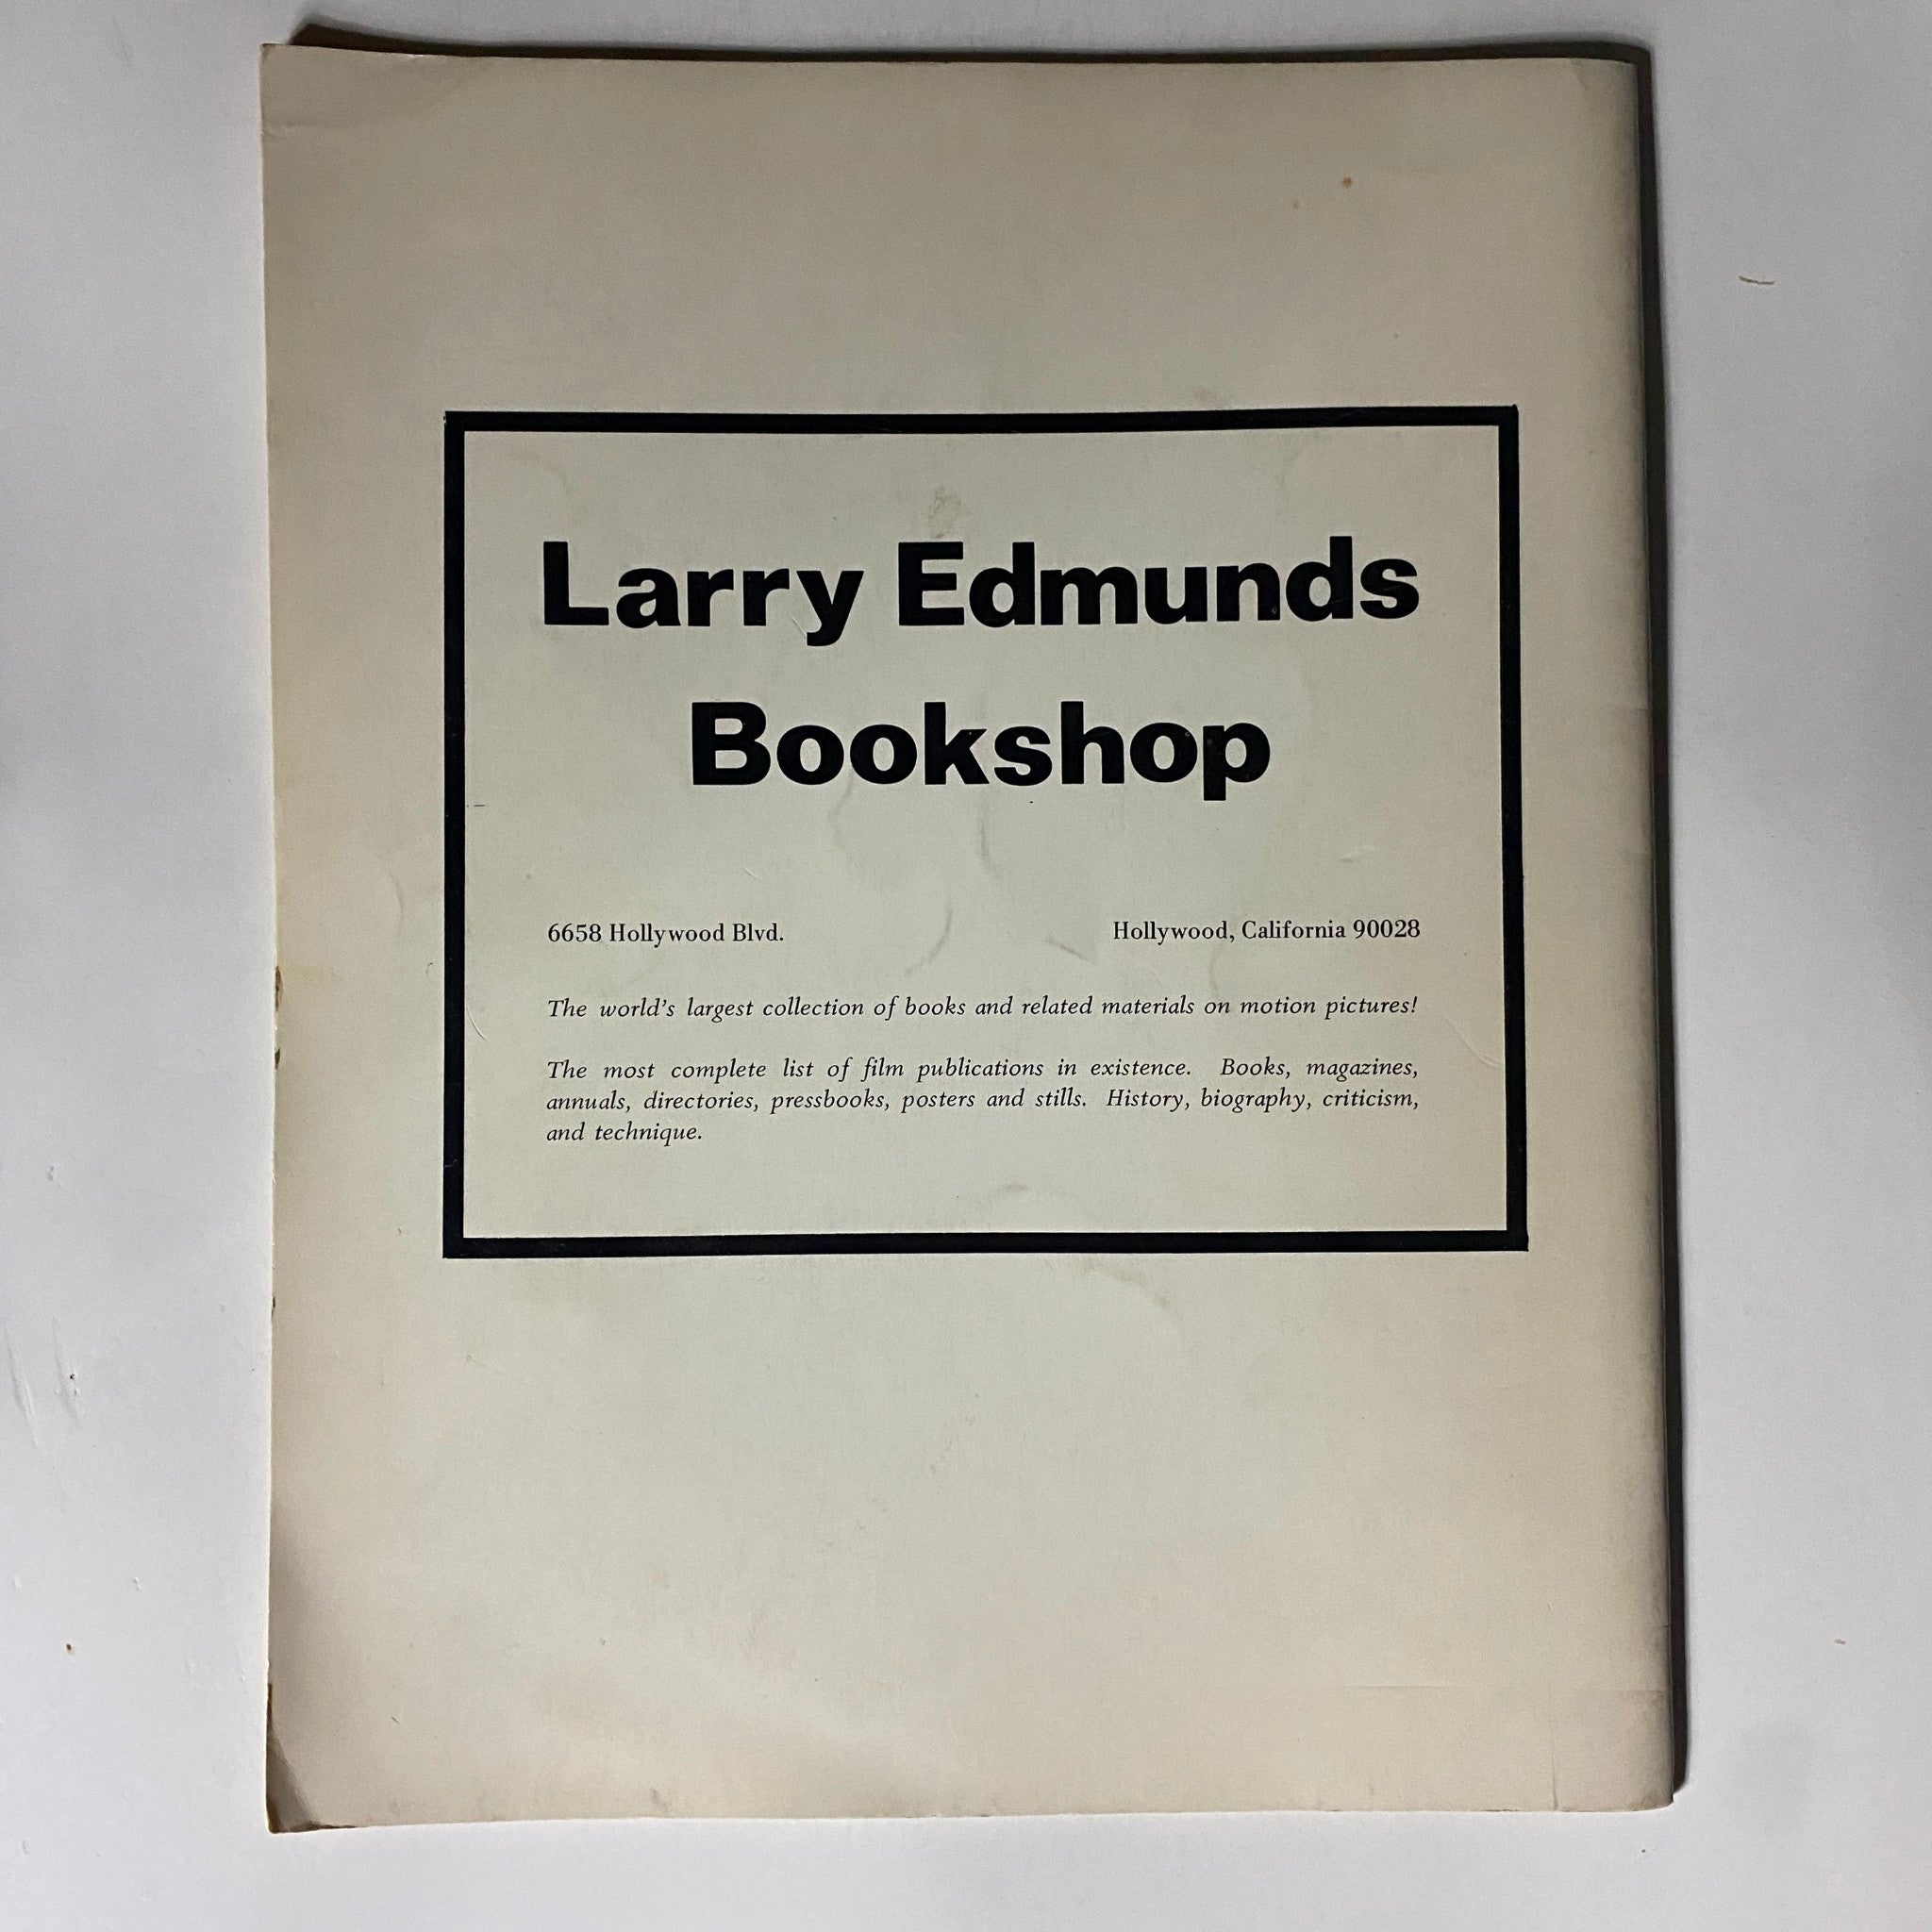 Larry Edmunds
Bookshop
6658 Hollywood Blvd. Hollywood, California 90028
The world's largest collection of books and related materials on motion pictures!
The most complete list of film publications in existence. Books, magazines,
annuals, directories, pressbooks, posters and stills. History, biography, criticism,
and technique.